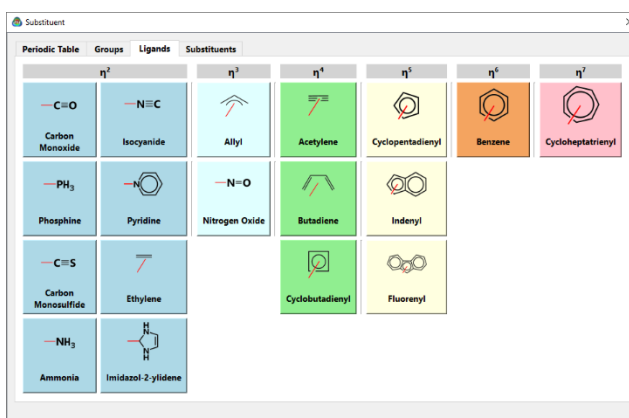 Substituent
Periodic Table Groups Ligands Substituents
η² η³ η⁴ η⁵ η⁶ η⁷
C≡O N≡C
Carbon Monoxide Isocyanide Allyl Acetylene Cyclopentadienyl Benzene Cycloheptatrienyl
PH₃ N N=O
Phosphine Pyridine Nitrogen Oxide Butadiene Indenyl
C≡S
Carbon Monosulfide Ethylene Cyclobutadienyl Fluorenyl
NH₃ H N N H
Ammonia Imidazol-2-ylidene